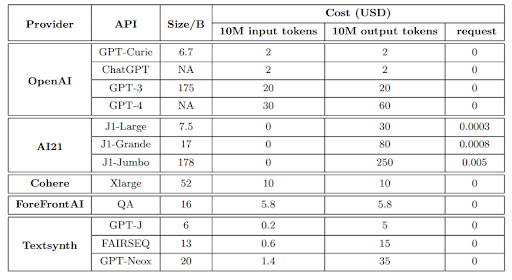 Provider API Size/B Cost (USD)
10M input tokens 10M output tokens request
OpenAI
GPT-Curie 6.7 2 2 0
ChatGPT NA 2 2 0
GPT-3 175 20 20 0
GPT-4 NA 30 60 0
AI21
J1-Large 7.5 0 30 0.0003
J1-Grande 17 0 80 0.0008
J1-Jumbo 178 0 250 0.005
Cohere Xlarge 52 10 10 0
ForeFrontAI QA 16 5.8 5.8 0
Textsynth
GPT-J 6 0.2 5 0
FAIRSEQ 13 0.6 15 0
GPT-Neox 20 1.4 35 0